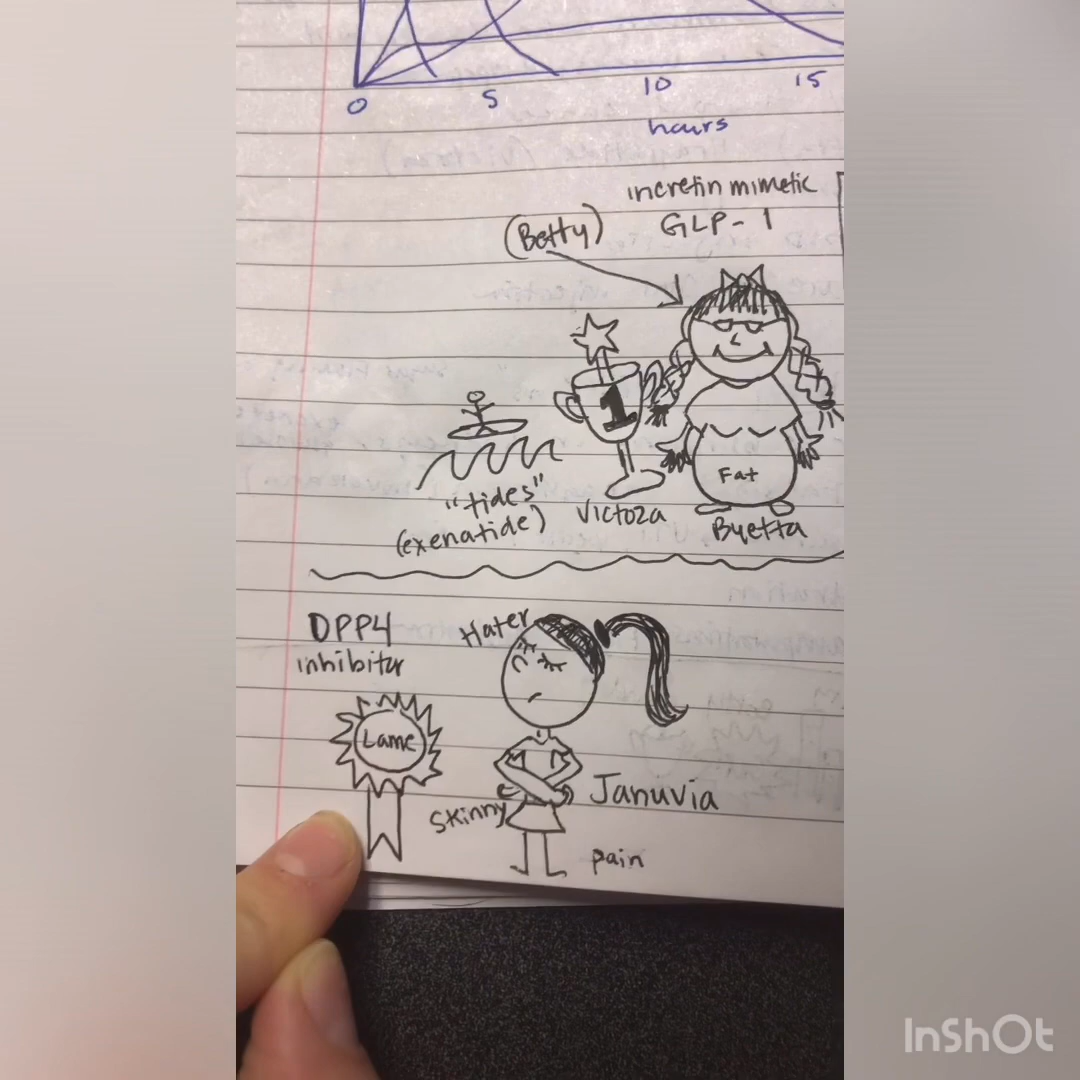 0 5 10 15
hours
incretin mimetic
GLP-1
(Betty)
1
Fat
"tides"
(exenatide)
Victoza
Byetta
DPP4
inhibitor
Hater
Lame
Skinny
Januvia
pain
InShOt